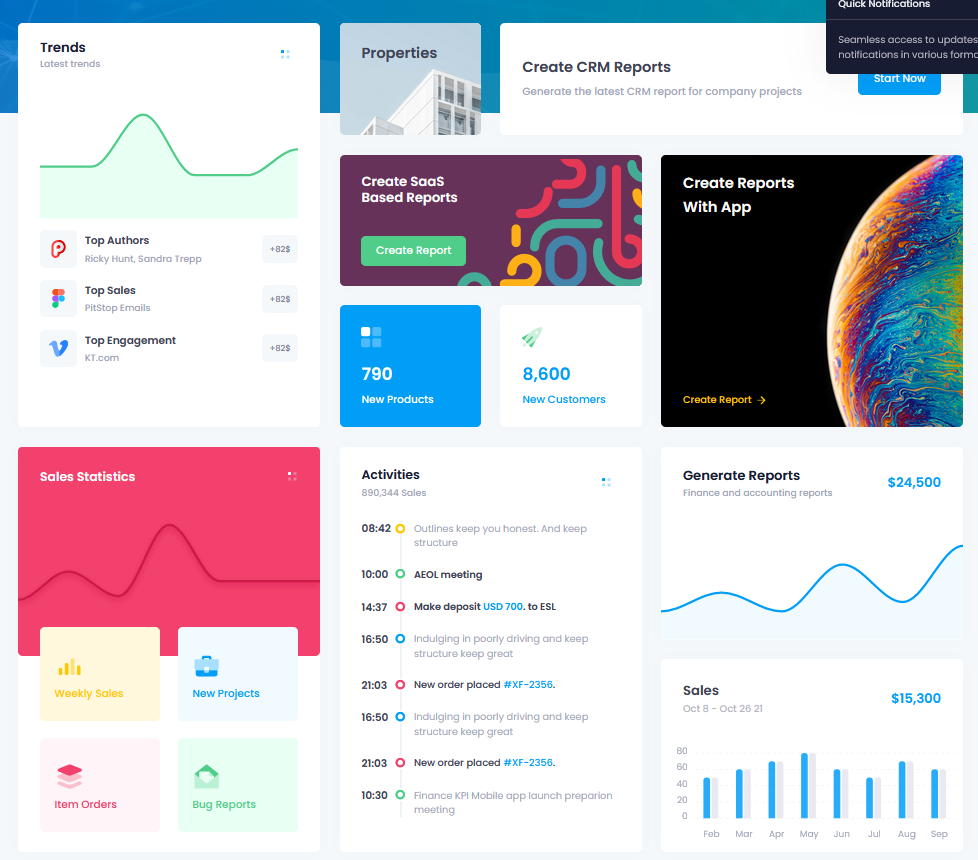 Quick Notifications
Seamless access to updates
notifications in various forma
Trends
Latest trends
Top Authors
Ricky Hunt, Sandra Trepp
+82$
Top Sales
PitStop Emails
+82$
Top Engagement
KT.com
+82$
Properties
Create CRM Reports
Generate the latest CRM report for company projects
Start Now
Create SaaS
Based Reports
Create Report
790
New Products
8,600
New Customers
Create Reports
With App
Create Report
Sales Statistics
Weekly Sales
New Projects
Item Orders
Bug Reports
Activities
890,344 Sales
08:42 Outlines keep you honest. And keep
structure
10:00 AEOL meeting
14:37 Make deposit USD 700. to ESL
16:50 Indulging in poorly driving and keep
structure keep great
21:03 New order placed #XF-2356.
16:50 Indulging in poorly driving and keep
structure keep great
21:03 New order placed #XF-2356.
10:30 Finance KPI Mobile app launch preparion
meeting
Generate Reports
Finance and accounting reports
$24,500
Sales
Oct 8 - Oct 26 21
$15,300
80
60
40
20
0
Feb Mar Apr May Jun Jul Aug Sep